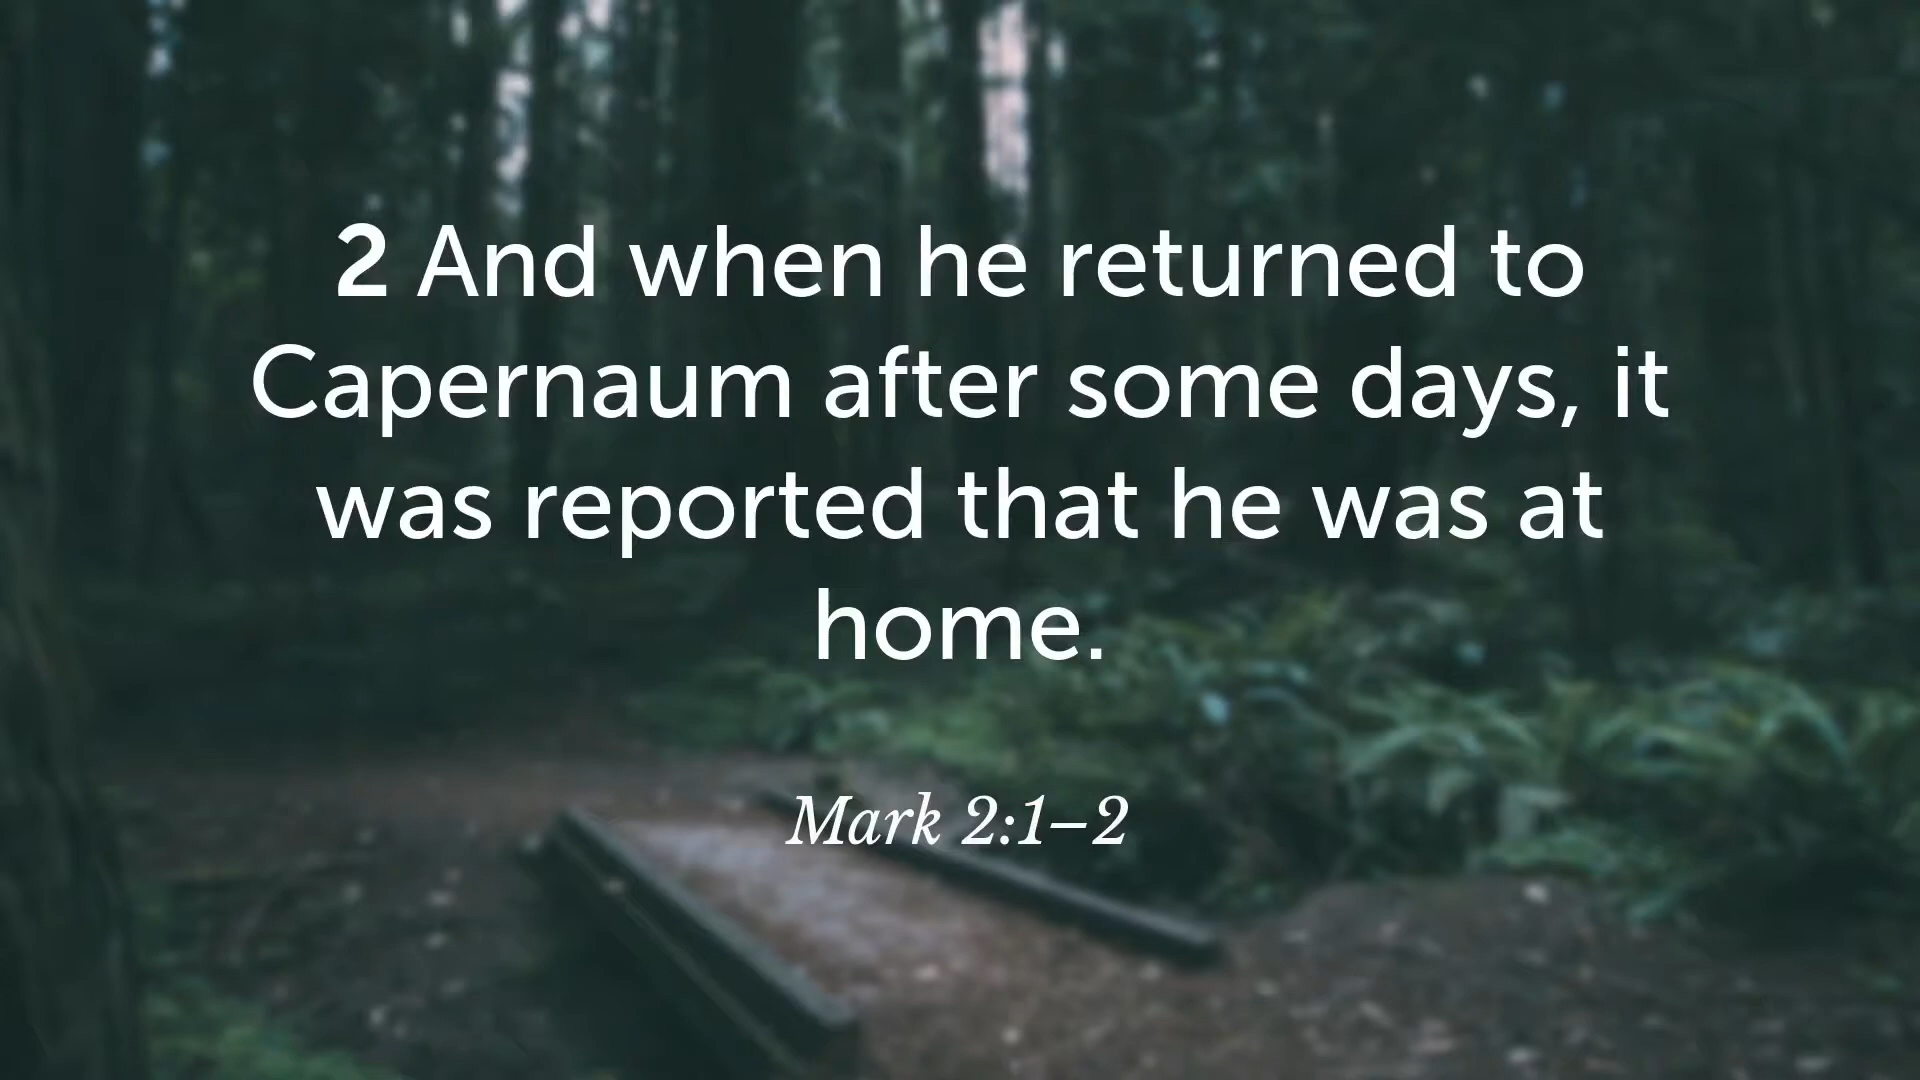 2 And when he returned to
Capernaum after some days, it
was reported that he was at
home.
Mark 2:1–2